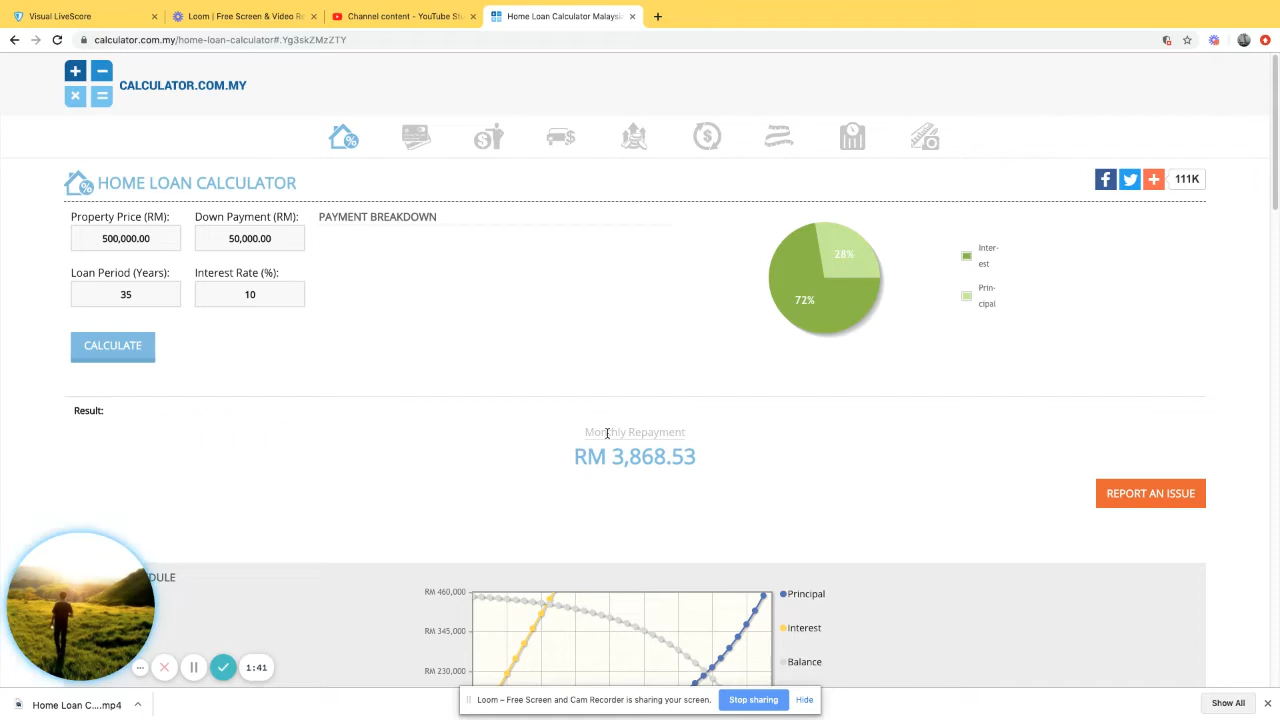 Visual LiveScore
Loom | Free Screen & Video Re
Channel content - YouTube Stu
Home Loan Calculator Malaysia
calculator.com.my/home-loan-calculator#.Yg3skZMzZTY
CALCULATOR.COM.MY
HOME LOAN CALCULATOR
111K
Property Price (RM):
Down Payment (RM):
PAYMENT BREAKDOWN
500,000.00
50,000.00
Loan Period (Years):
Interest Rate (%):
35
10
28%
72%
Inter-
est
Prin-
cipal
CALCULATE
Result:
Monthly Repayment
RM 3,868.53
REPORT AN ISSUE
DULE
RM 460,000
RM 345,000
RM 230,000
Principal
Interest
Balance
1:41
Loom – Free Screen and Cam Recorder is sharing your screen.
Stop sharing
Hide
Home Loan C....mp4
Show All